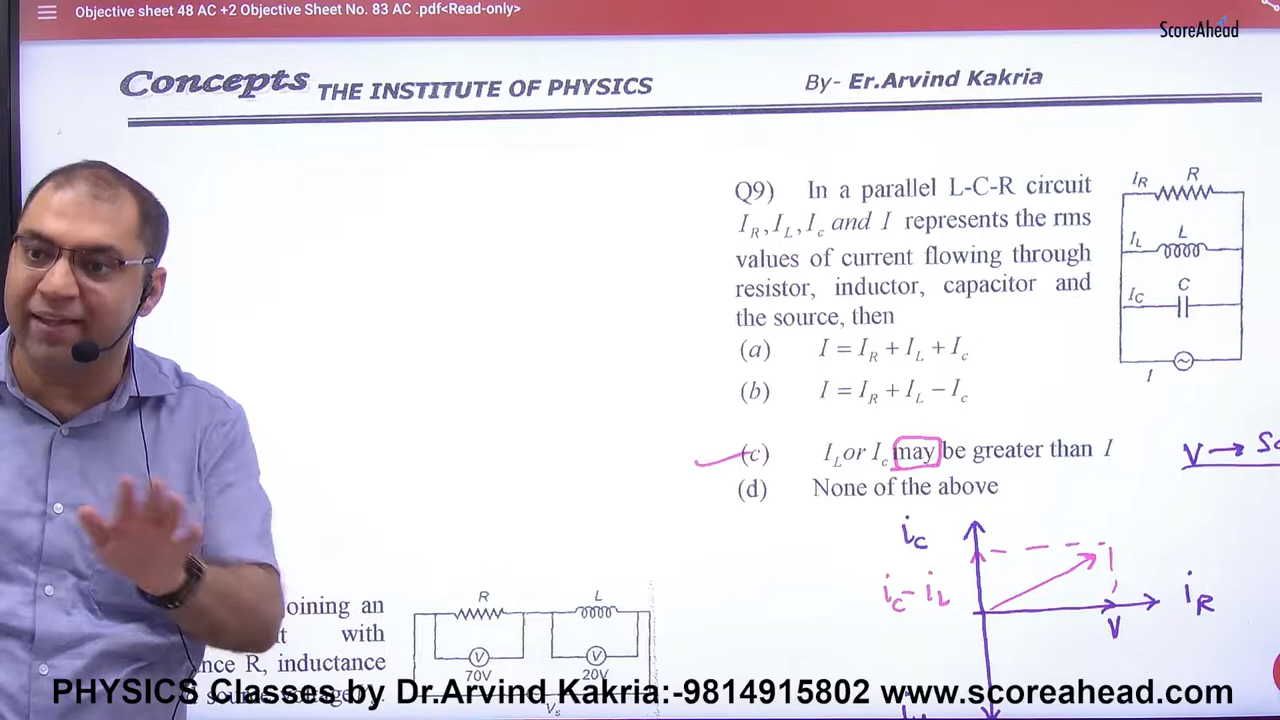 Objective sheet 48 AC +2 Objective Sheet No. 83 AC .pdf<Read-only>
ScoreAhead
Concepts THE INSTITUTE OF PHYSICS
By- Er.Arvind Kakria
Q9) In a parallel L-C-R circuit
I_R, I_L, I_c and I represents the rms
values of current flowing through
resistor, inductor, capacitor and
the source, then
(a) I = I_R + I_L + I_c
(b) I = I_R + I_L − I_c
(c) I_L or I_c may be greater than I
(d) None of the above
I_R R
I_L L
I_C C
I
V →
i_C
i_C - i_L
i_R
V
oining an
with
nce R, inductance
R L
V V
70V 20V
V_s
PHYSICS Classes by Dr.Arvind Kakria:-9814915802 www.scoreahead.com